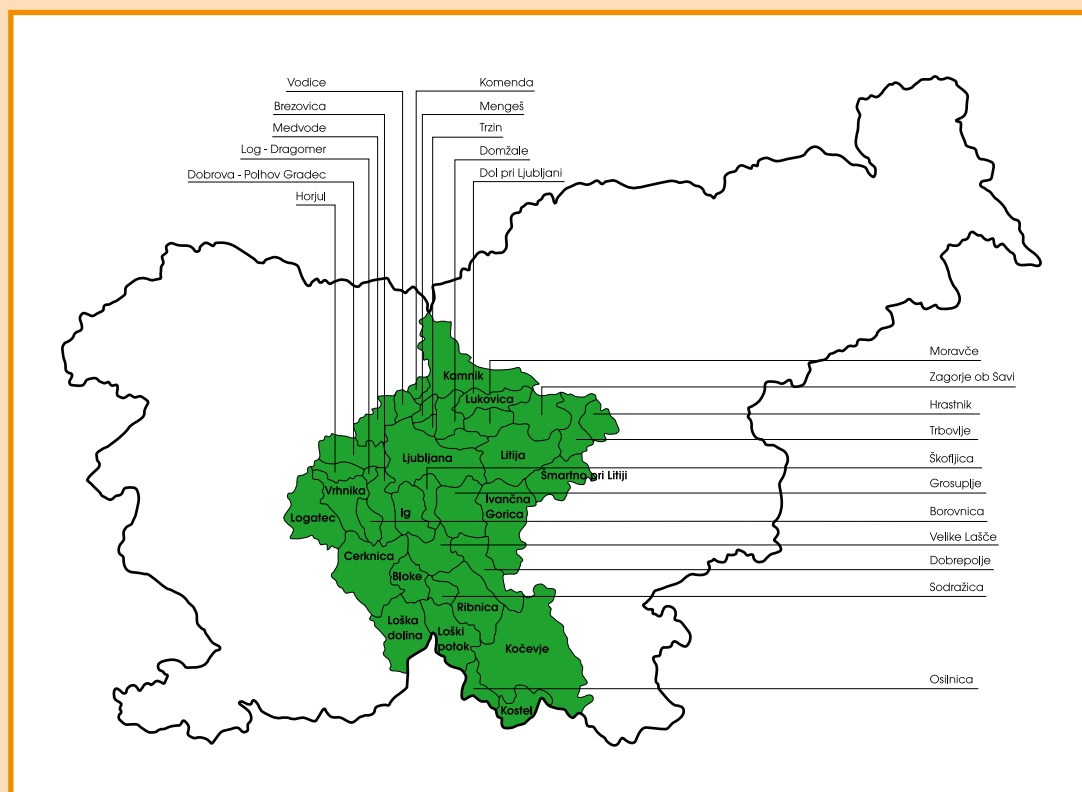 Vodice
Brezovica
Medvode
Log - Dragomer
Dobrova - Polhov Gradec
Horjul
Komenda
Mengeš
Trzin
Domžale
Dol pri Ljubljani
Moravče
Zagorje ob Savi
Hrastnik
Trbovlje
Škofljica
Grosuplje
Borovnica
Velike Lašče
Dobrepolje
Sodražica
Osilnica
Kamnik
Lukovica
Ljubljana
Litija
Šmartno pri Litiji
Vrhnika
Logatec
Ig
Ivančna
Gorica
Cerknica
Bloke
Ribnica
Loška
dolina
Loški
potok
Kočevje
Kostel